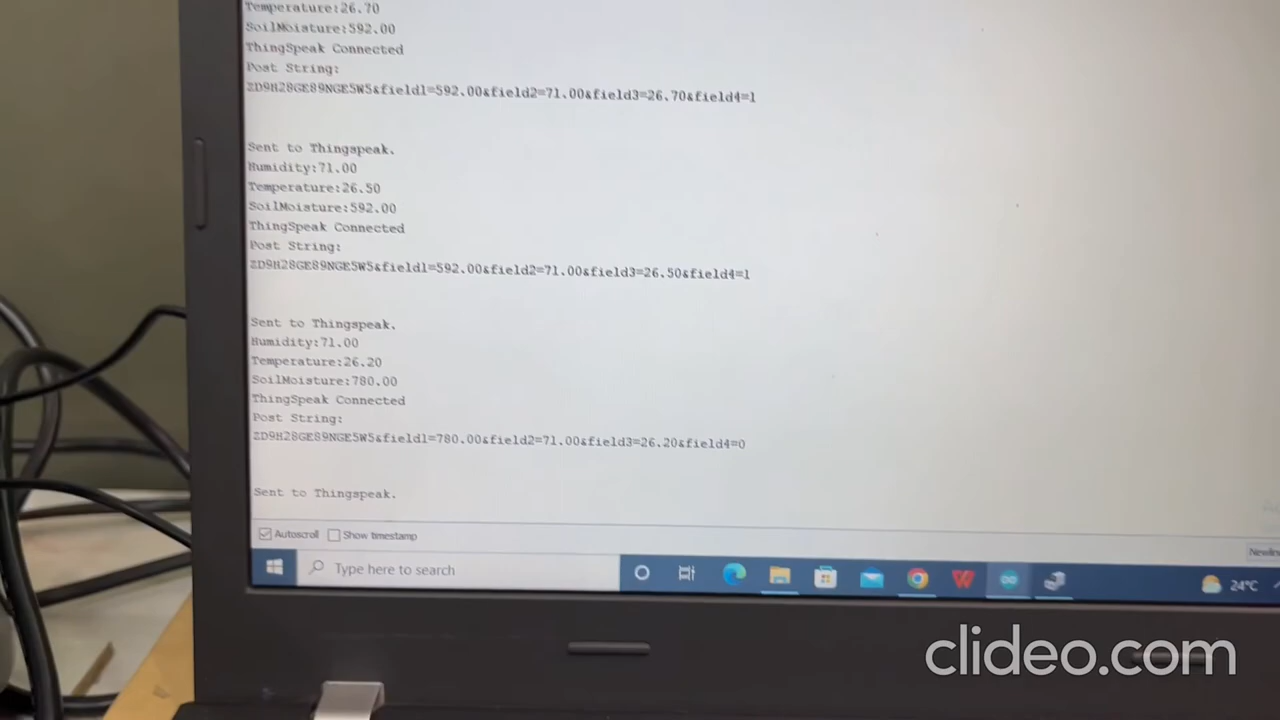 Temperature:26.70
SoilMoisture:592.00
ThingSpeak Connected
Post String:
ZD9H28GE89NGE5W5&field1=592.00&field2=71.00&field3=26.70&field4=1
Sent to Thingspeak.
Humidity:71.00
Temperature:26.50
SoilMoisture:592.00
ThingSpeak Connected
Post String:
ZD9H28GE89NGE5W5&field1=592.00&field2=71.00&field3=26.50&field4=1
Sent to Thingspeak.
Humidity:71.00
Temperature:26.20
SoilMoisture:780.00
ThingSpeak Connected
Post String:
ZD9H28GE89NGE5W5&field1=780.00&field2=71.00&field3=26.20&field4=0
Sent to Thingspeak.
Autoscroll Show timestamp
Type here to search
24°C
clideo.com